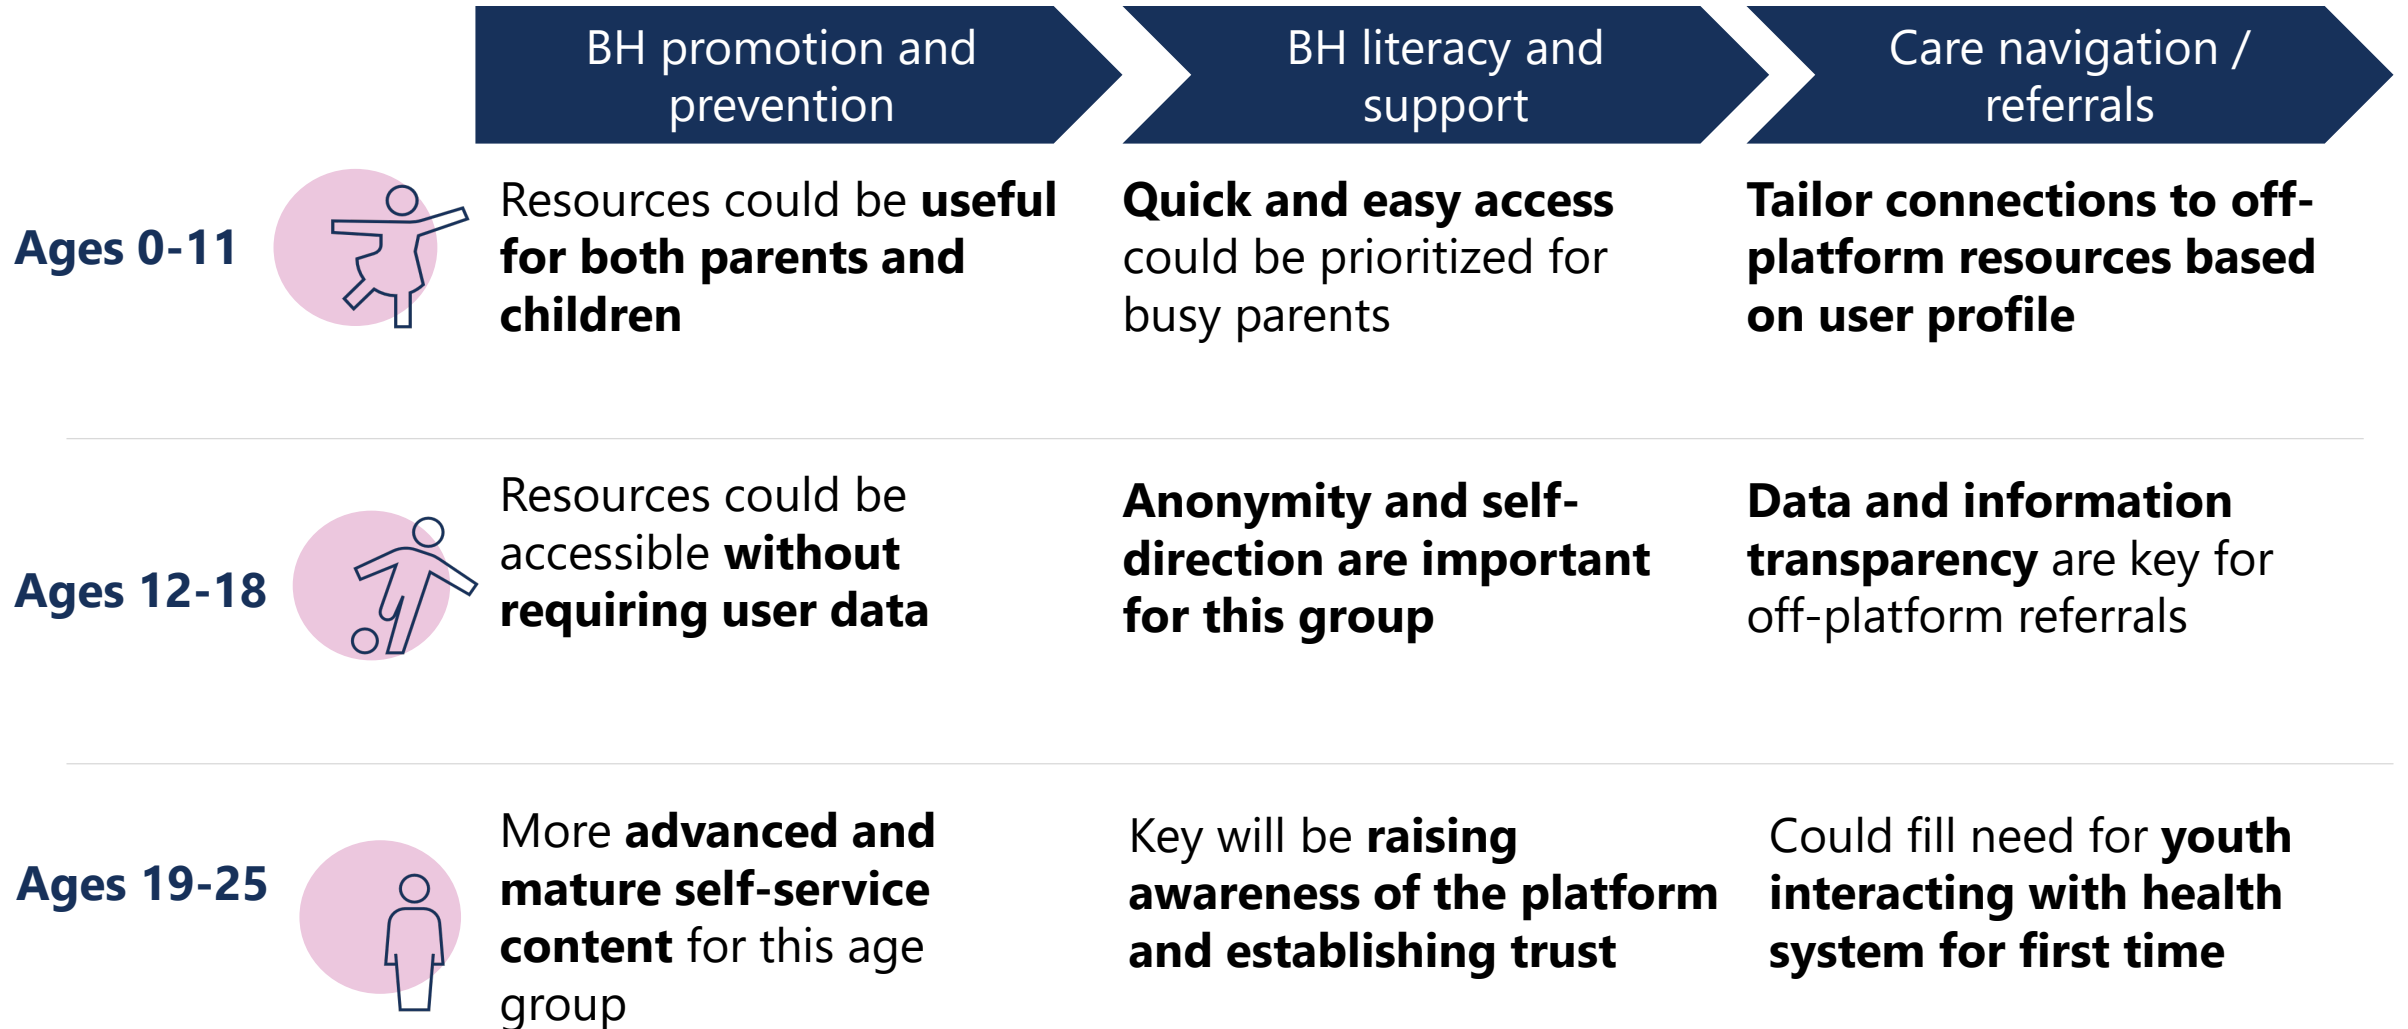 BH promotion and
prevention
BH literacy and
support
Care navigation /
referrals
Ages 0-11
Resources could be useful
for both parents and
children
Quick and easy access
could be prioritized for
busy parents
Tailor connections to off-
platform resources based
on user profile
Ages 12-18
Resources could be
accessible without
requiring user data
Anonymity and self-
direction are important
for this group
Data and information
transparency are key for
off-platform referrals
Ages 19-25
More advanced and
mature self-service
content for this age
group
Key will be raising
awareness of the platform
and establishing trust
Could fill need for youth
interacting with health
system for first time